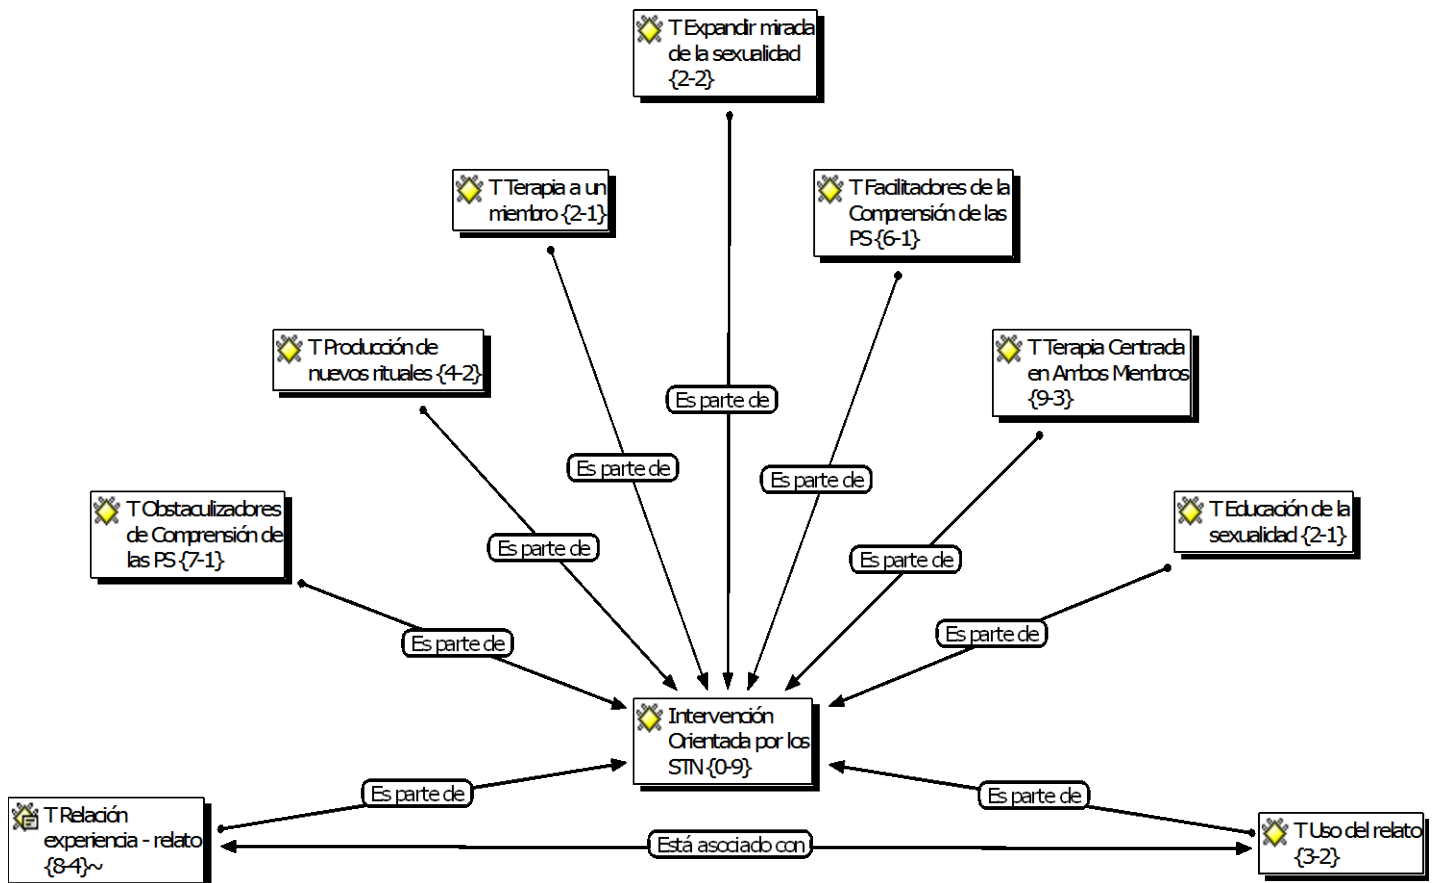 T Expandir mirada
de la sexualidad
{2-2}
T Terapia a un
miembro {2-1}
T Facilitadores de la
Comprensión de las
PS {6-1}
T Producción de
nuevos rituales {4-2}
T Terapia Centrada
en Ambos Miembros
{9-3}
Es parte de
Es parte de
Es parte de
T Obstaculizadores
de Comprensión de
las PS {7-1}
T Educación de la
sexualidad {2-1}
Es parte de
Es parte de
Es parte de
Es parte de
Intervención
Orientada por los
STN {0-9}
Es parte de
Es parte de
T Relación
experiencia - relato
{8-4}~
Está asociado con
T Uso del relato
{3-2}